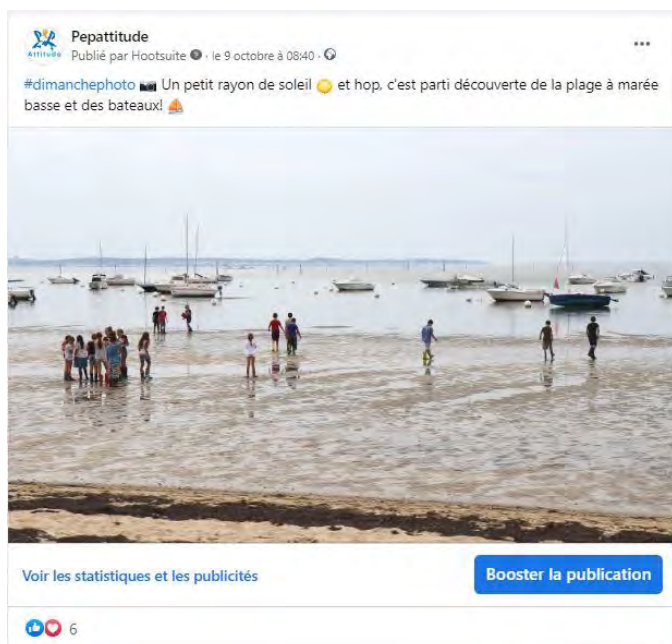 Pepattitude
Attitude
Publié par Hootsuite · le 9 octobre à 08:40 ·
#dimanchephoto 📷 Un petit rayon de soleil 🌞 et hop, c'est parti découverte de la plage à marée
basse et des bateaux! ⛵
Voir les statistiques et les publicités
Booster la publication
6